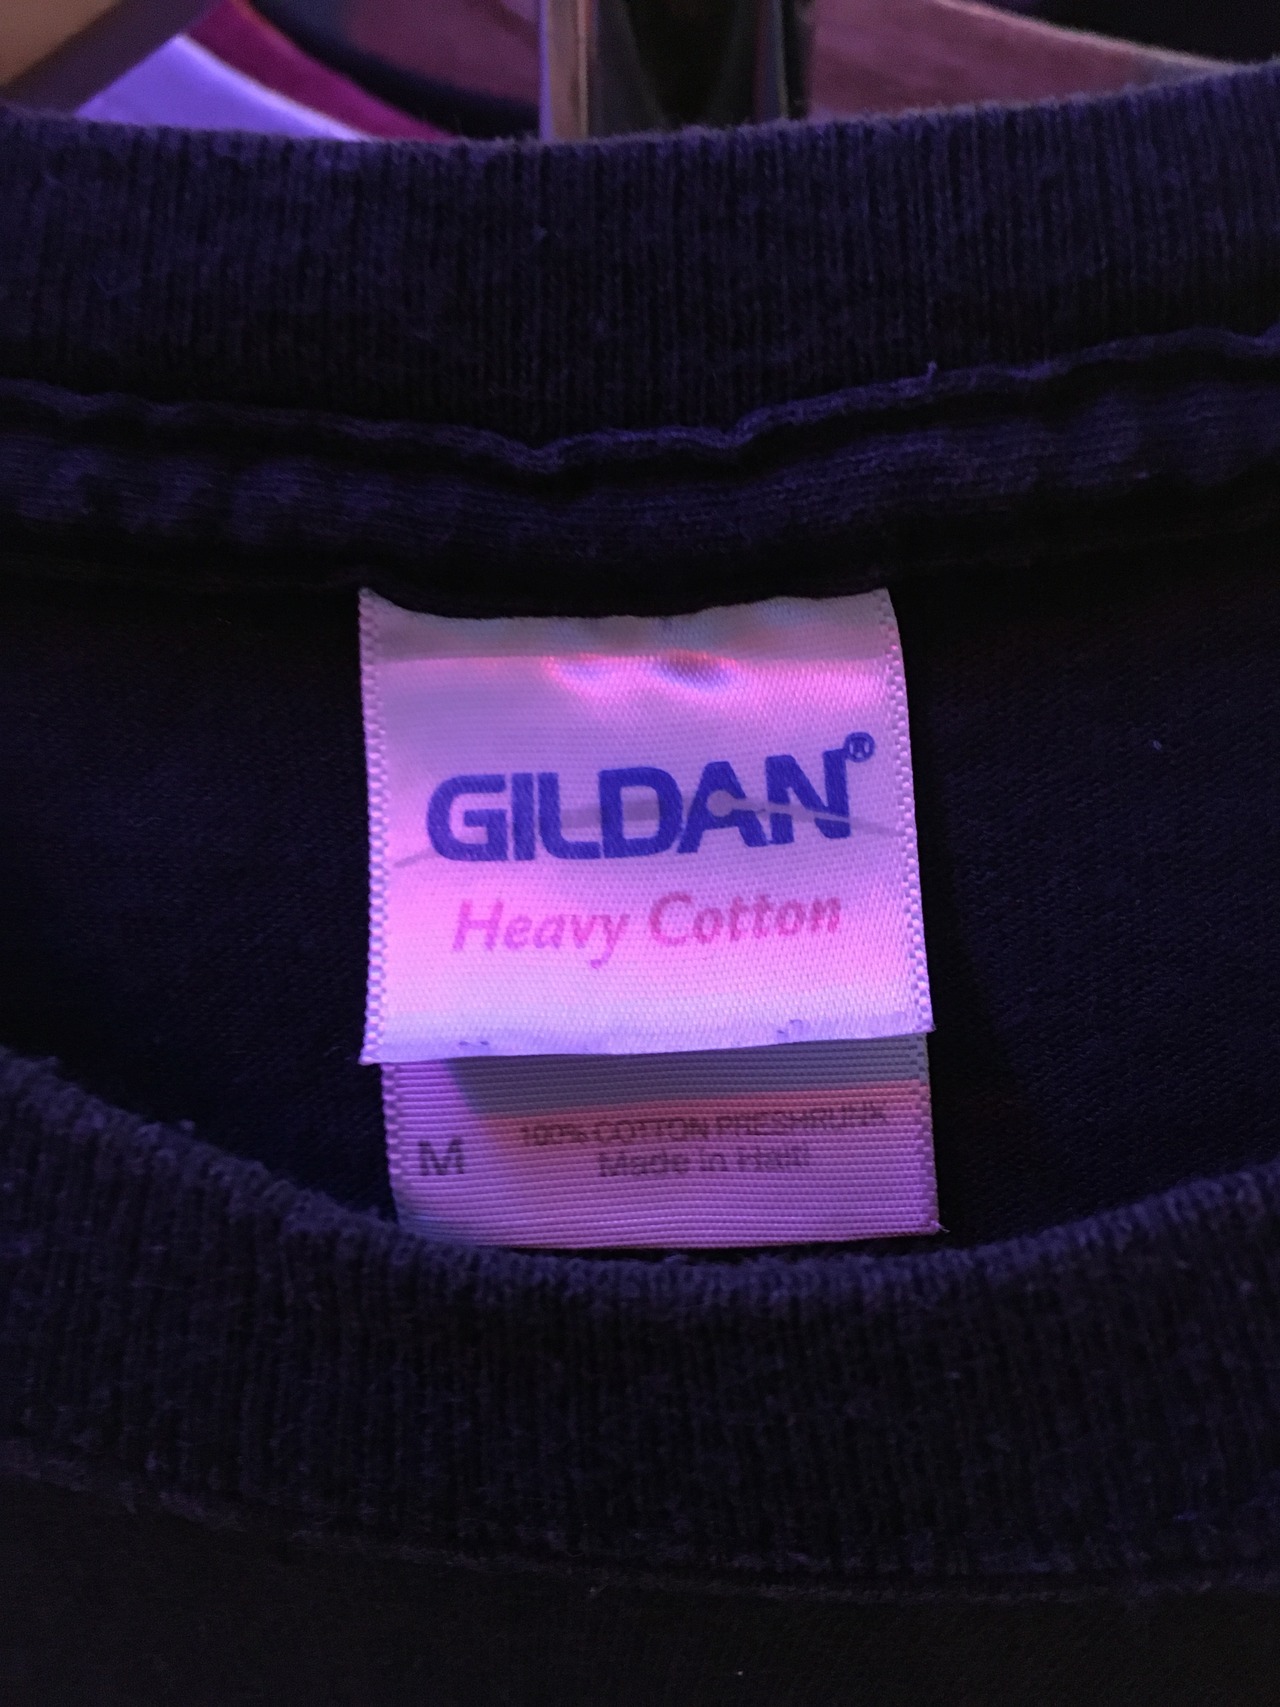 GILDAN®
Heavy Cotton
M
100% COTTON PRESHRUNK
Made in Haiti